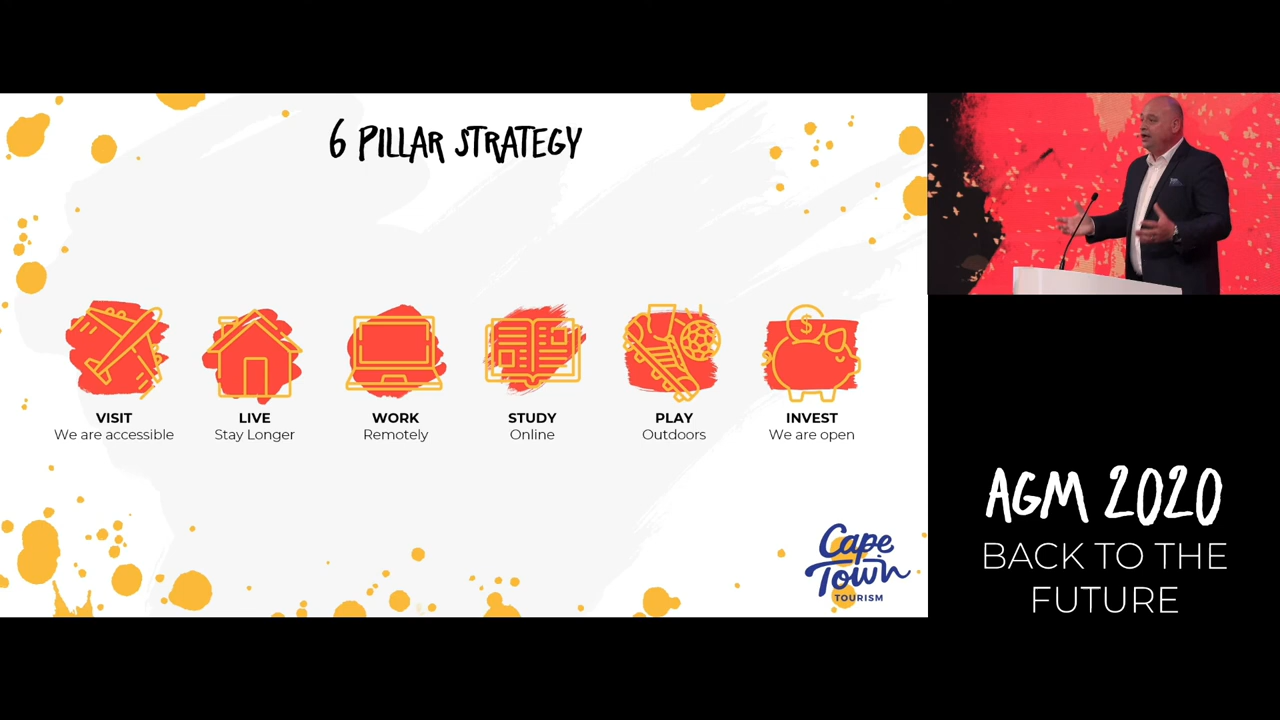 6 PILLAR STRATEGY
VISIT
We are accessible
LIVE
Stay Longer
WORK
Remotely
STUDY
Online
PLAY
Outdoors
INVEST
We are open
$
Cape
Town
TOURISM
AGM 2020
BACK TO THE
FUTURE